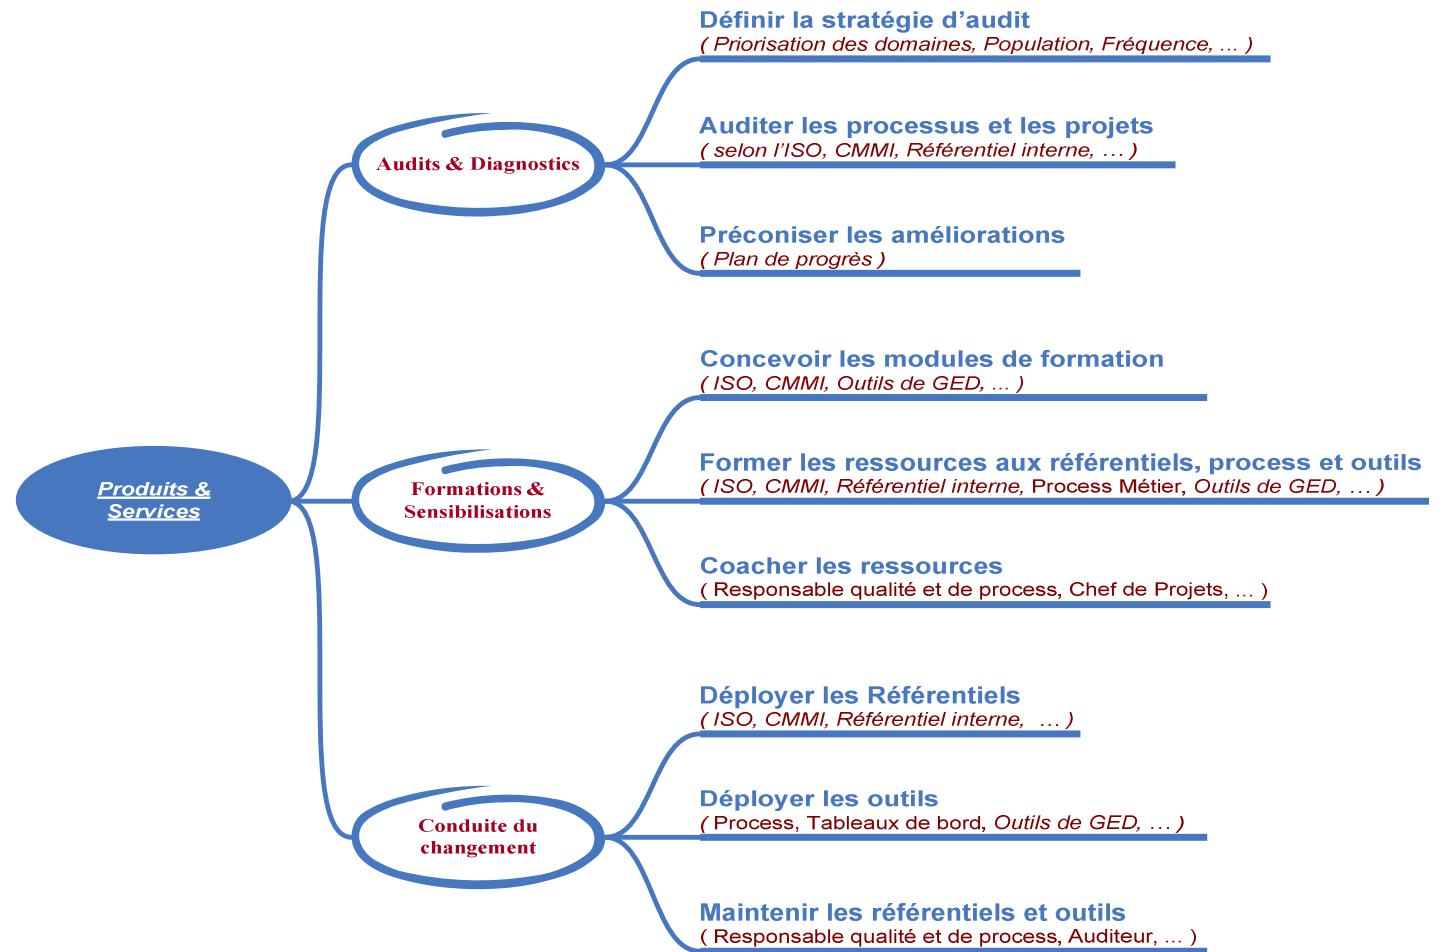 Produits &
Services
Audits & Diagnostics
Définir la stratégie d’audit
( Priorisation des domaines, Population, Fréquence, ... )
Auditer les processus et les projets
( selon l’ISO, CMMI, Référentiel interne, … )
Préconiser les améliorations
( Plan de progrès )
Formations &
Sensibilisations
Concevoir les modules de formation
( ISO, CMMI, Outils de GED, ... )
Former les ressources aux référentiels, process et outils
( ISO, CMMI, Référentiel interne, Process Métier, Outils de GED, … )
Coacher les ressources
( Responsable qualité et de process, Chef de Projets, ... )
Conduite du
changement
Déployer les Référentiels
( ISO, CMMI, Référentiel interne,  … )
Déployer les outils
( Process, Tableaux de bord, Outils de GED, … )
Maintenir les référentiels et outils
( Responsable qualité et de process, Auditeur, ... )